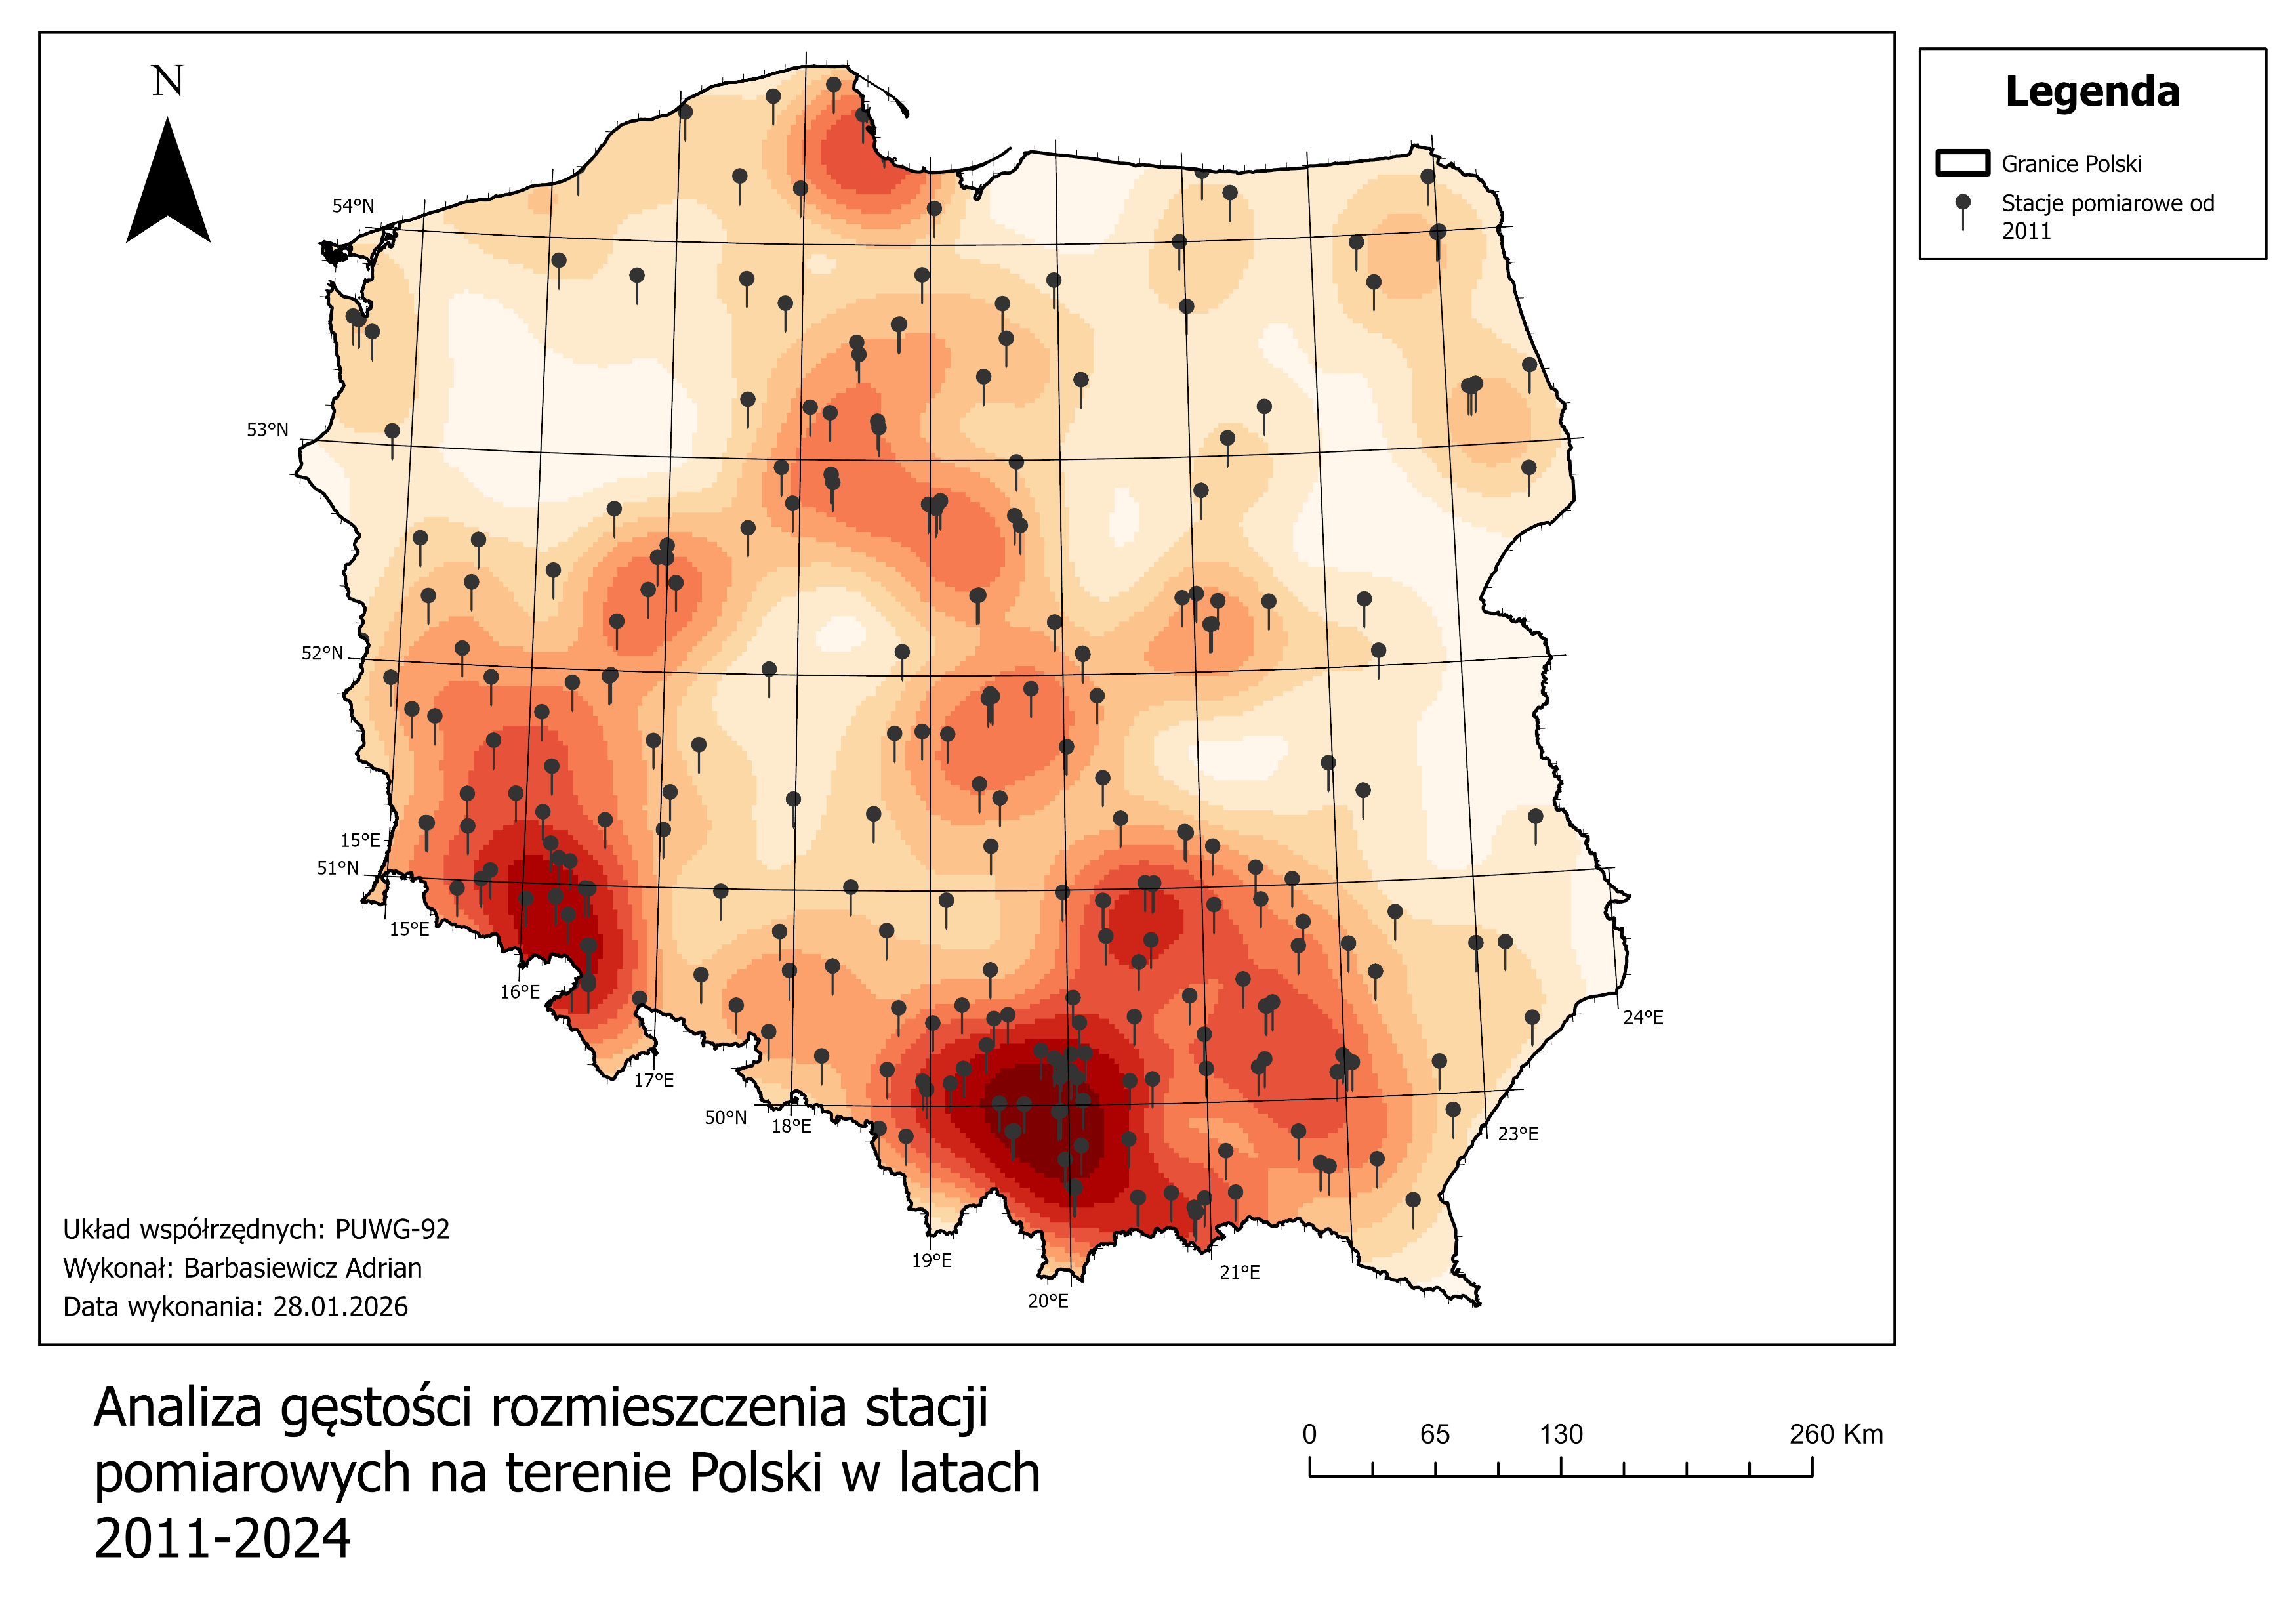 N
54°N
53°N
52°N
15°E
51°N
15°E
16°E
17°E
50°N
18°E
19°E
20°E
21°E
23°E
24°E
Układ współrzędnych: PUWG-92
Wykonał: Barbasiewicz Adrian
Data wykonania: 28.01.2026
Legenda
Granice Polski
Stacje pomiarowe od
2011
Analiza gęstości rozmieszczenia stacji
pomiarowych na terenie Polski w latach
2011-2024
0 65 130 260 Km